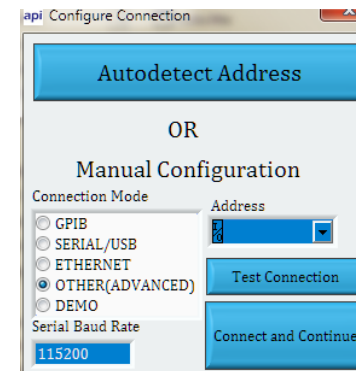 api Configure Connection
Autodetect Address
OR
Manual Configuration
Connection Mode
Address
GPIB
SERIAL/USB
ETHERNET
OTHER(ADVANCED)
DEMO
Test Connection
Serial Baud Rate
115200
Connect and Continue